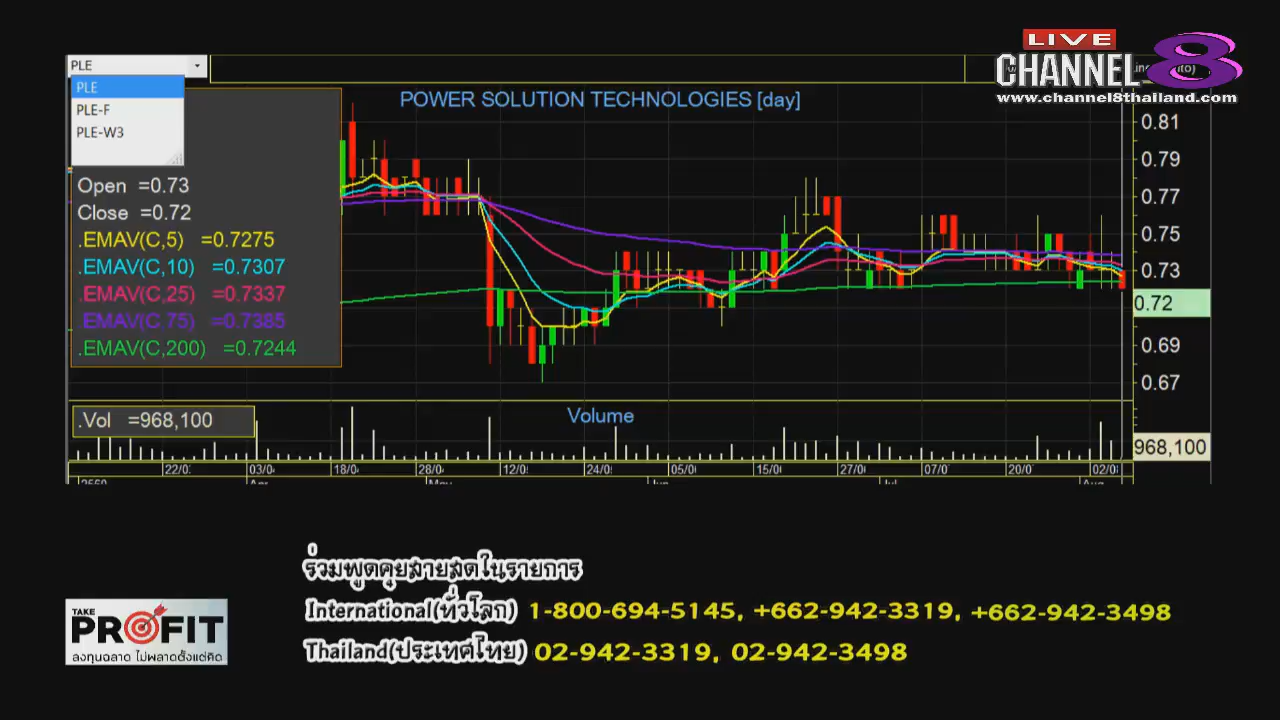 LIVE
CHANNEL 8
www.channel8thailand.com
PLE
PLE
PLE-F
PLE-W3
POWER SOLUTION TECHNOLOGIES [day]
Open =0.73
Close =0.72
.EMAV(C,5) =0.7275
.EMAV(C,10) =0.7307
.EMAV(C,25) =0.7337
.EMAV(C 75) =0.7385
.EMAV(C,200) =0.7244
0.81
0.79
0.77
0.75
0.73
0.72
0.69
0.67
.Vol =968,100
Volume
968,100
22/0 03/0 18/0 28/0 12/0 24/0 05/0 15/0 27/0 07/0 20/0 02/0
2560 Apr May Jun Jul Aug
ร่วมพูดคุยสายสดในรายการ
International(ทั่วโลก) 1-800-694-5145, +662-942-3319, +662-942-3498
Thailand(ประเทศไทย) 02-942-3319, 02-942-3498
TAKE
PROFIT
ลงทุนฉลาด ไม่พลาดตั้งแต่คิด